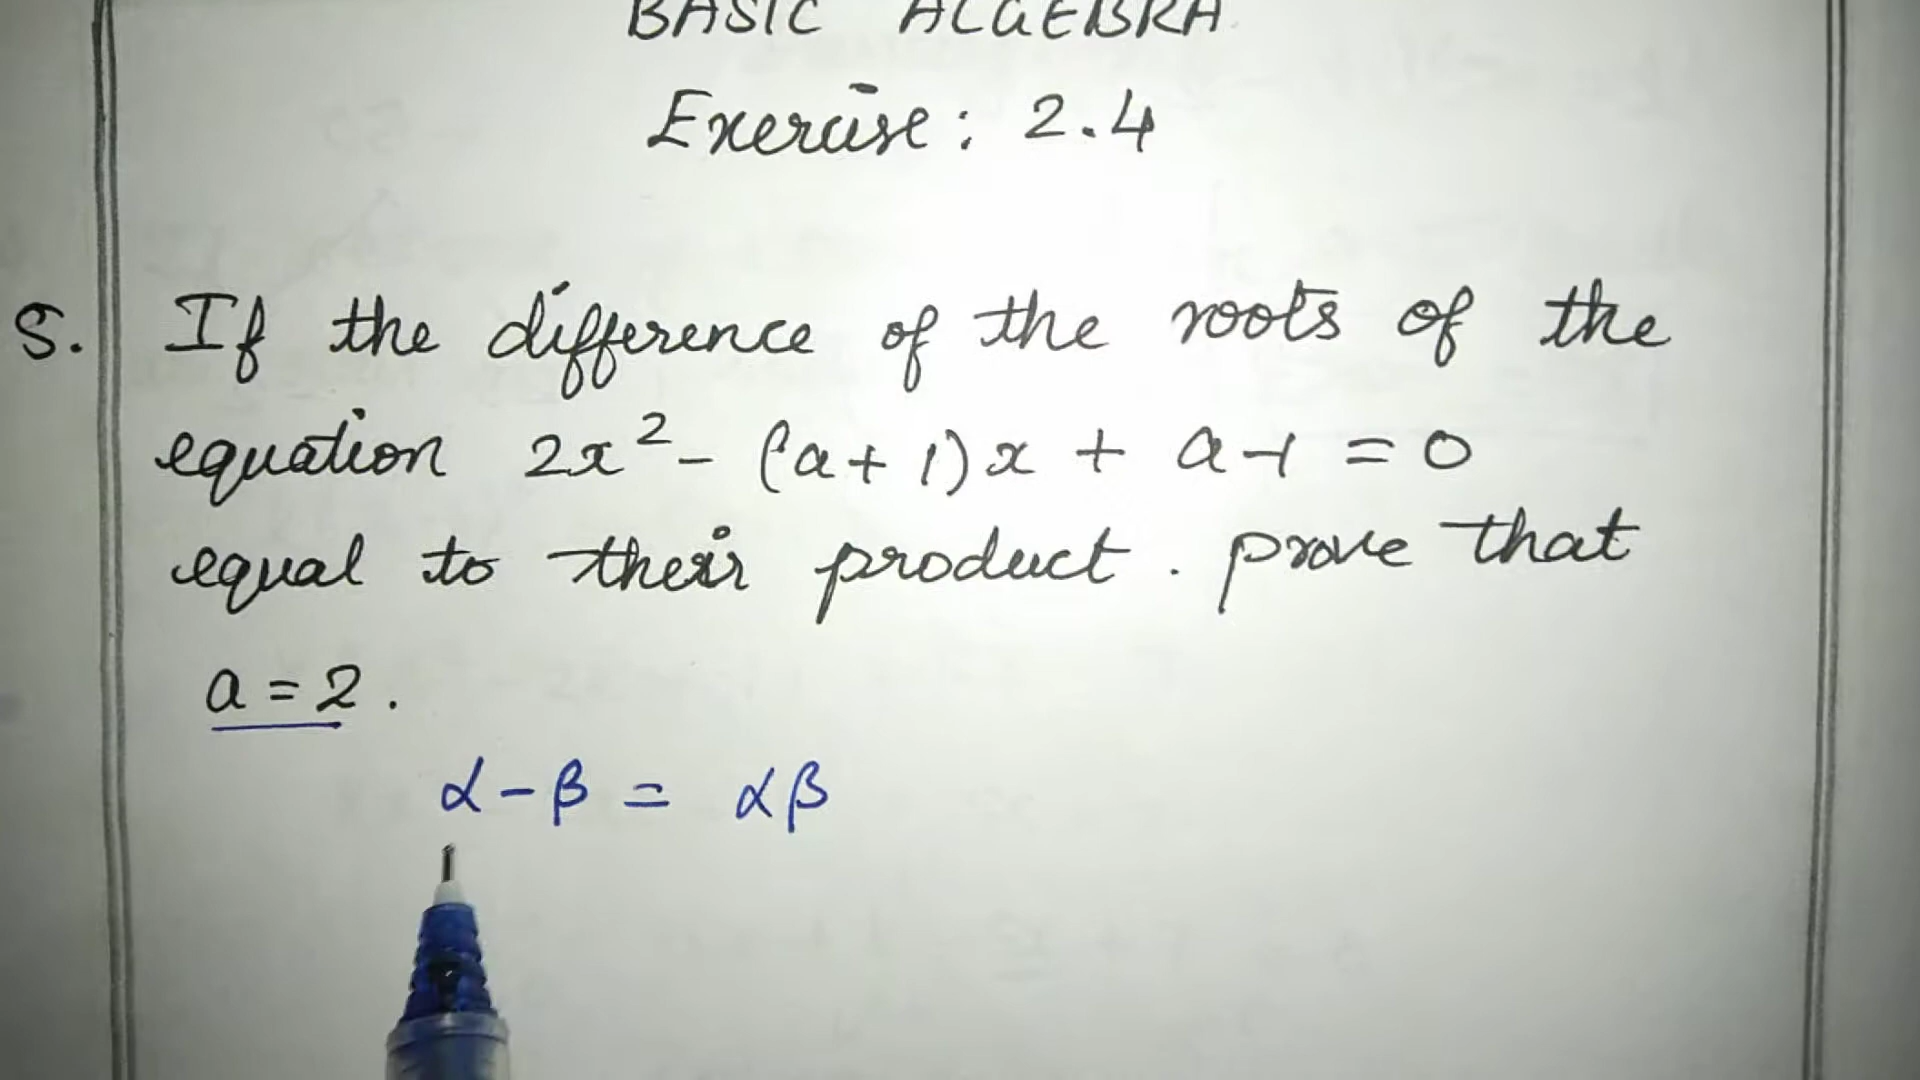 BASIC ALGEBRA
Exercise: 2.4
5. If the difference of the roots of the
equation 2x² - (a+1)x + a-1 = 0
equal to their product. prove that
a = 2.
α - β = αβ